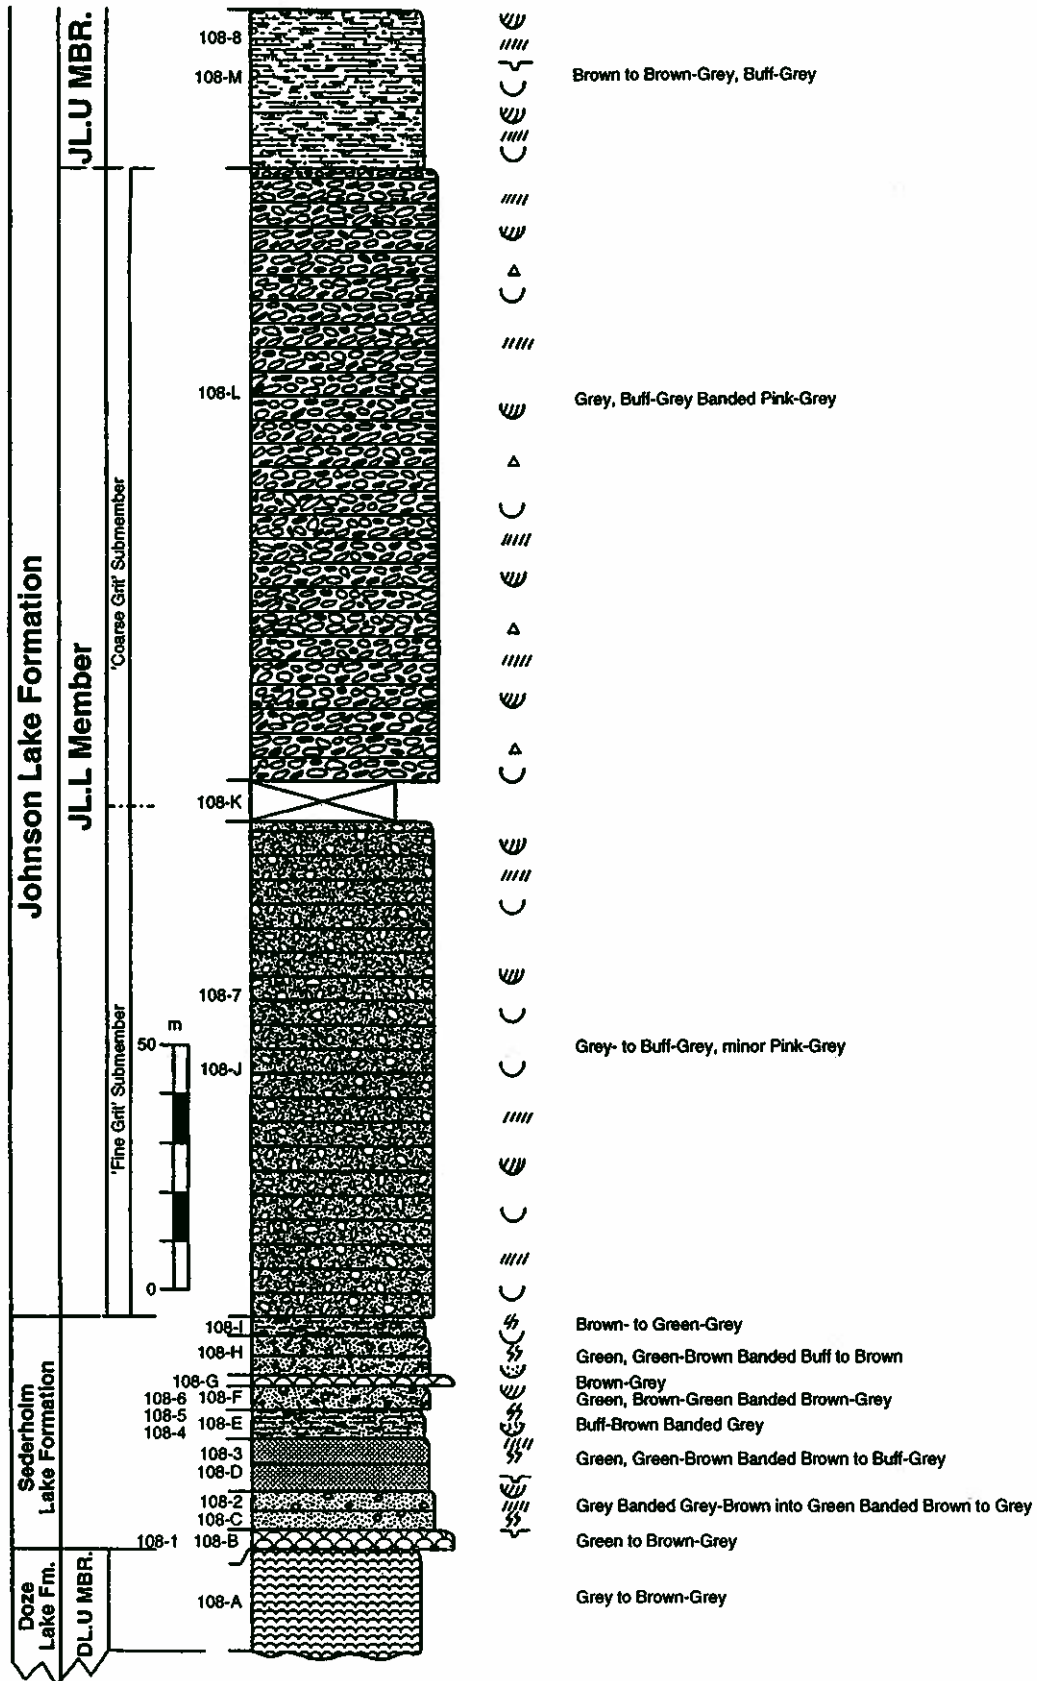 JL.U MBR.
108-8
108-M
Brown to Brown-Grey, Buff-Grey
Johnson Lake Formation
JL.L Member
'Coarse Grit' Submember
108-L
Grey, Buff-Grey Banded Pink-Grey
108-K
'Fine Grit' Submember
108-7
m
50
108-J
Grey- to Buff-Grey, minor Pink-Grey
0
Sederholm
Lake Formation
108-I
Brown- to Green-Grey
108-H
Green, Green-Brown Banded Buff to Brown
108-G
Brown-Grey
108-6 108-F
Green, Brown-Green Banded Brown-Grey
108-5
108-E
108-4
Buff-Brown Banded Grey
108-3
Green, Green-Brown Banded Brown to Buff-Grey
108-D
108-2
Grey Banded Grey-Brown into Green Banded Brown to Grey
108-C
108-1 108-B
Green to Brown-Grey
Doze
Lake Fm.
DL.U MBR.
108-A
Grey to Brown-Grey